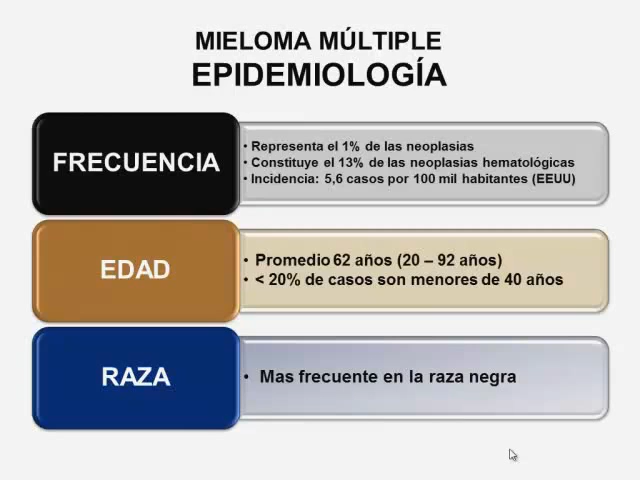 MIELOMA MÚLTIPLE
EPIDEMIOLOGÍA
FRECUENCIA
• Representa el 1% de las neoplasias
• Constituye el 13% de las neoplasias hematológicas
• Incidencia: 5,6 casos por 100 mil habitantes (EEUU)
EDAD
• Promedio 62 años (20 – 92 años)
• < 20% de casos son menores de 40 años
RAZA
• Mas frecuente en la raza negra